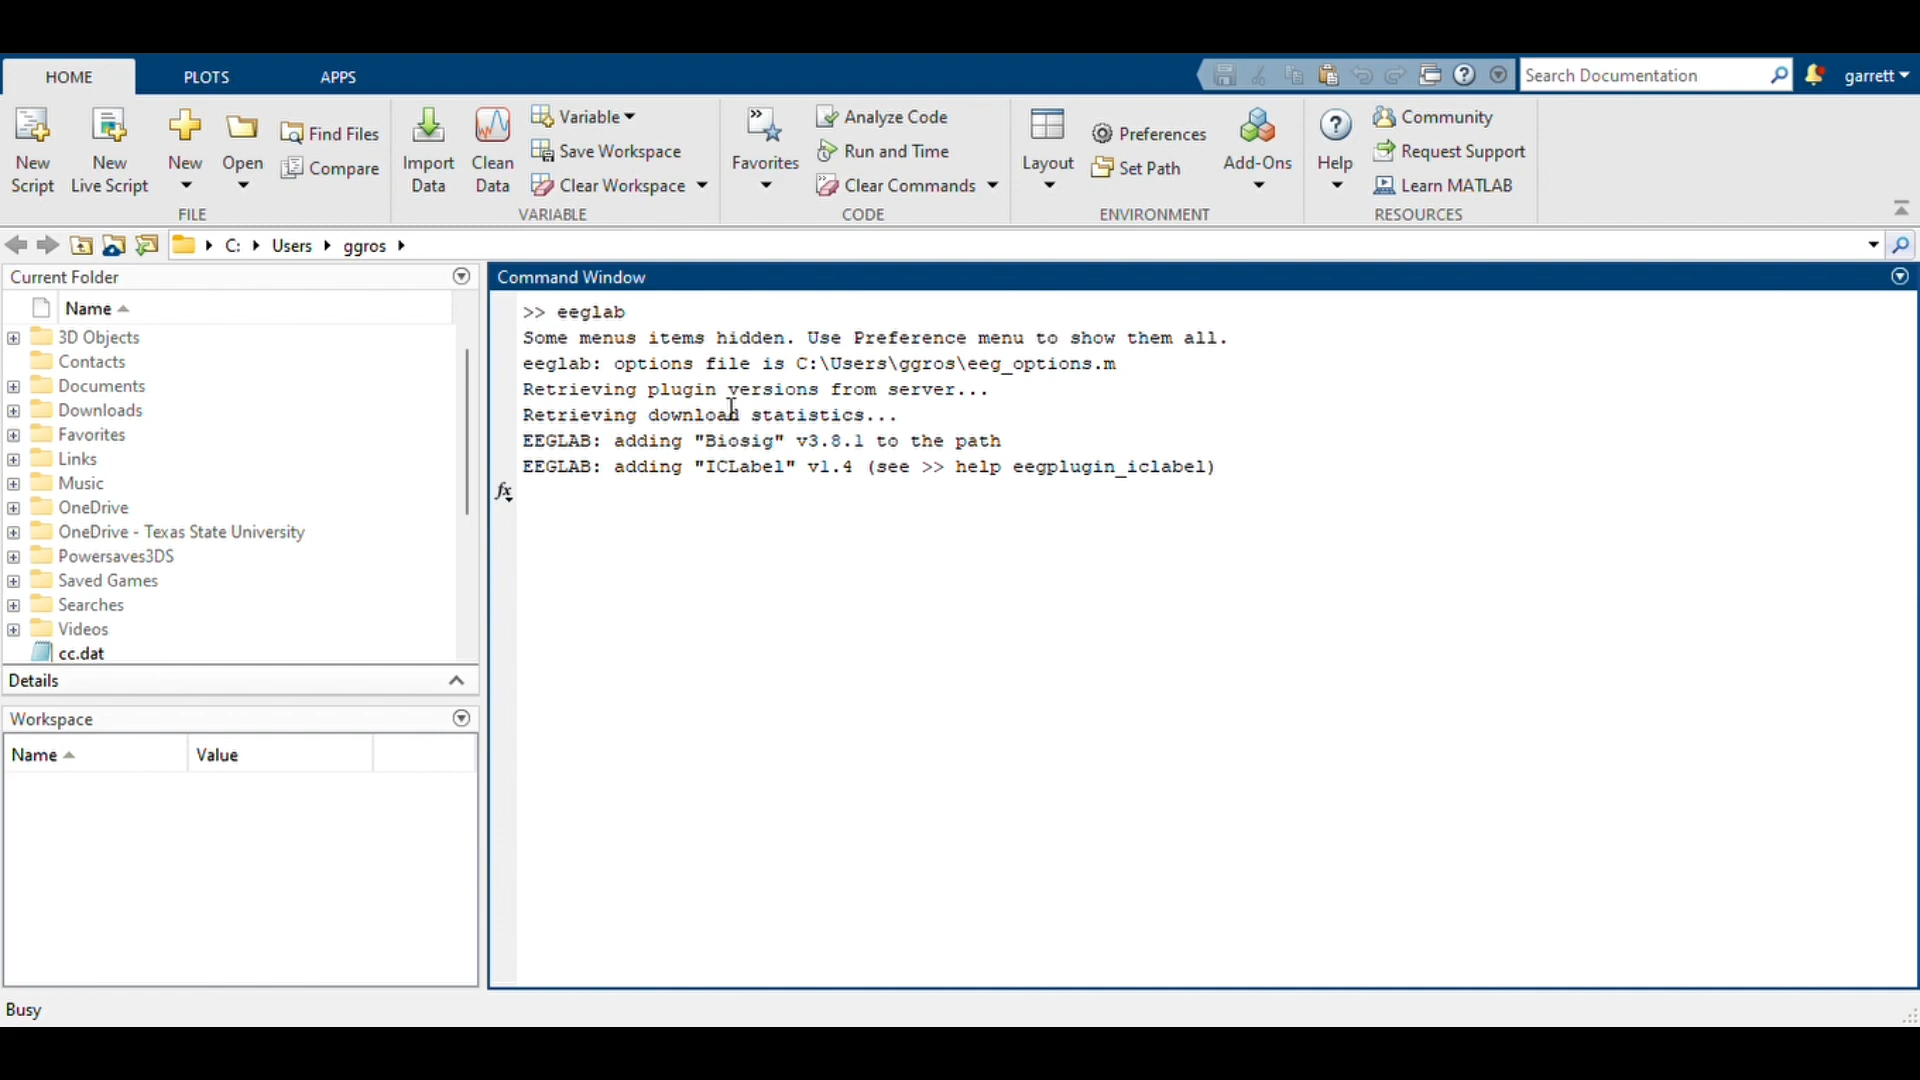 HOME PLOTS APPS Search Documentation garrett
New Script
New Live Script
New
Open
Find Files
Compare
FILE
Import Data
Clean Data
Variable
Save Workspace
Clear Workspace
VARIABLE
Favorites
Analyze Code
Run and Time
Clear Commands
CODE
Layout
Preferences
Set Path
ENVIRONMENT
Add-Ons
Help
Community
Request Support
Learn MATLAB
RESOURCES
C: Users ggros
Current Folder
Name
3D Objects
Contacts
Documents
Downloads
Favorites
Links
Music
OneDrive
OneDrive - Texas State University
Powersaves3DS
Saved Games
Searches
Videos
cc.dat
Details
Workspace
Name Value
Command Window
>> eeglab
Some menus items hidden. Use Preference menu to show them all.
eeglab: options file is C:\Users\ggros\eeg_options.m
Retrieving plugin versions from server...
Retrieving download statistics...
EEGLAB: adding "Biosig" v3.8.1 to the path
EEGLAB: adding "ICLabel" v1.4 (see >> help eegplugin_iclabel)
fx
Busy